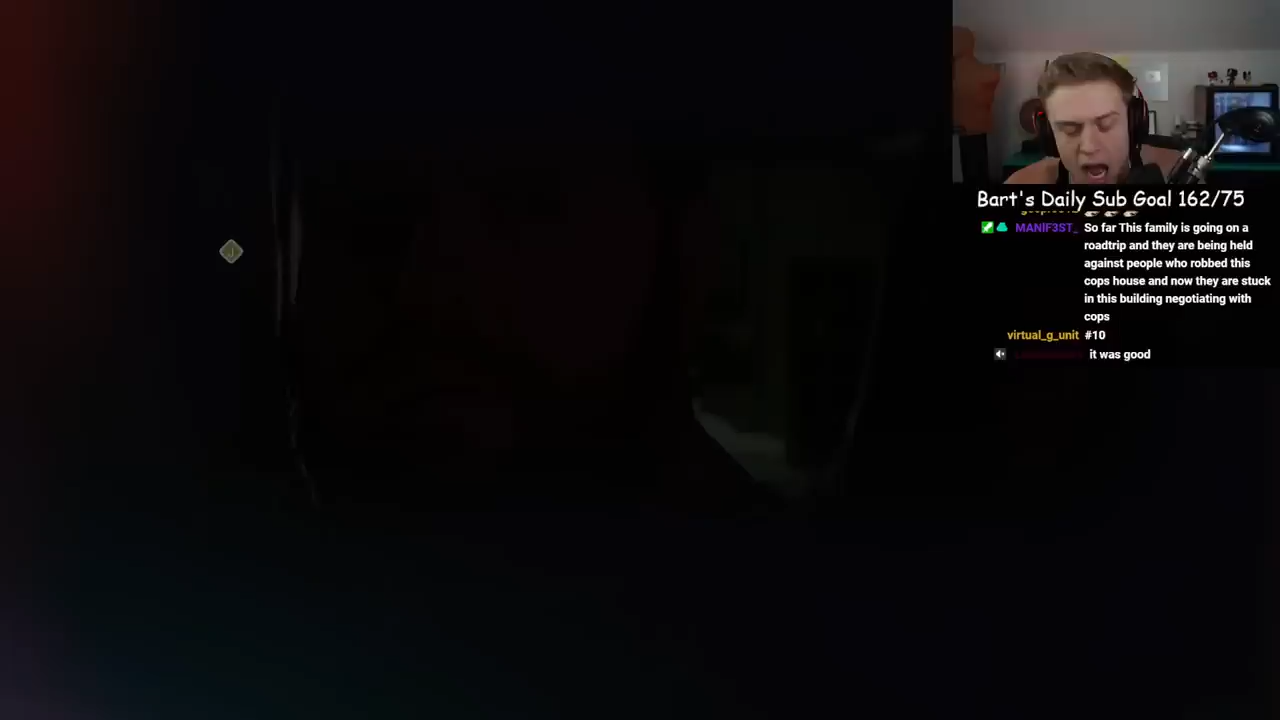 Bart's Daily Sub Goal 162/75
MANIF3ST_ So far This family is going on a
roadtrip and they are being held
against people who robbed this
cops house and now they are stuck
in this building negotiating with
cops
virtual_g_unit #10
it was good